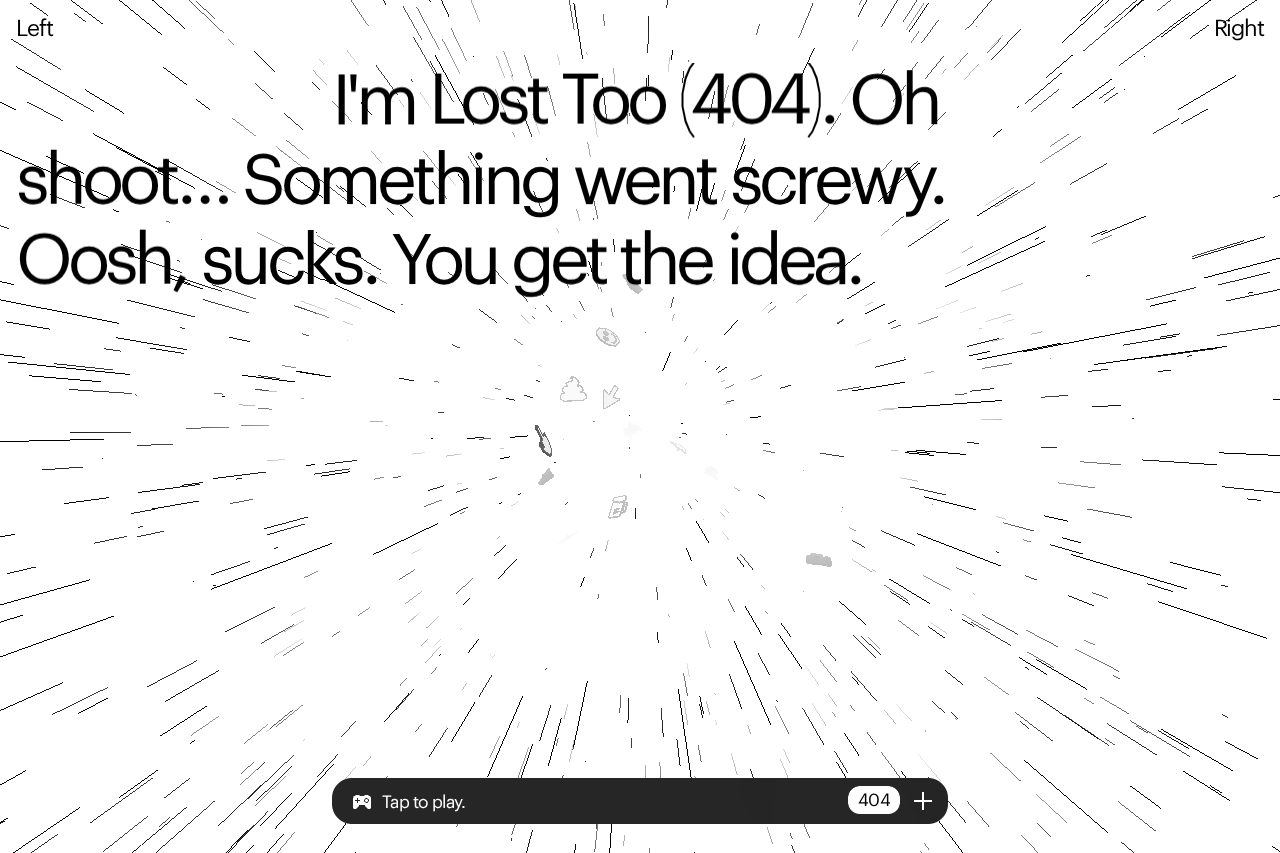 Left
Right
I'm Lost Too (404). Oh
shoot... Something went screwy.
Oosh, sucks. You get the idea.
Tap to play.
404